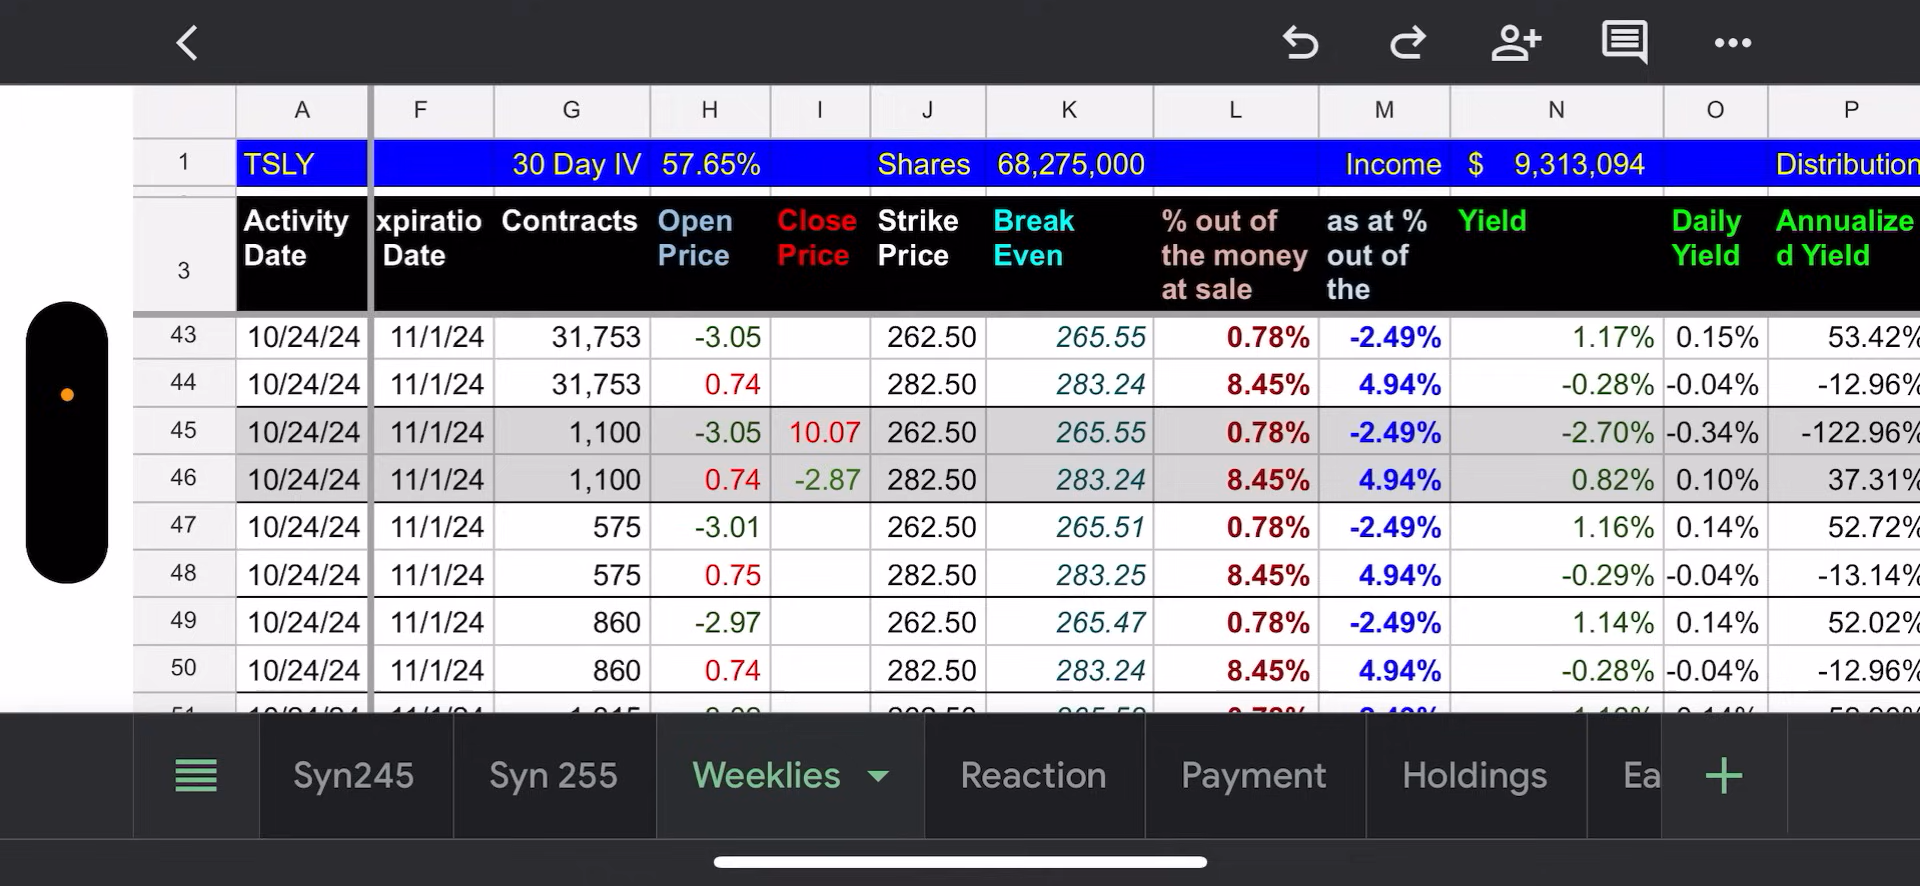 A F G H I J K L M N O P
1 TSLY 30 Day IV 57.65% Shares 68,275,000 Income $ 9,313,094 Distribution
3 Activity Date xpiratio Date Contracts Open Price Close Price Strike Price Break Even % out of the money at sale as at % out of the Yield Daily Yield Annualize d Yield
43 10/24/24 11/1/24 31,753 -3.05 262.50 265.55 0.78% -2.49% 1.17% 0.15% 53.42%
44 10/24/24 11/1/24 31,753 0.74 282.50 283.24 8.45% 4.94% -0.28% -0.04% -12.96%
45 10/24/24 11/1/24 1,100 -3.05 10.07 262.50 265.55 0.78% -2.49% -2.70% -0.34% -122.96%
46 10/24/24 11/1/24 1,100 0.74 -2.87 282.50 283.24 8.45% 4.94% 0.82% 0.10% 37.31%
47 10/24/24 11/1/24 575 -3.01 262.50 265.51 0.78% -2.49% 1.16% 0.14% 52.72%
48 10/24/24 11/1/24 575 0.75 282.50 283.25 8.45% 4.94% -0.29% -0.04% -13.14%
49 10/24/24 11/1/24 860 -2.97 262.50 265.47 0.78% -2.49% 1.14% 0.14% 52.02%
50 10/24/24 11/1/24 860 0.74 282.50 283.24 8.45% 4.94% -0.28% -0.04% -12.96%
Syn245 Syn 255 Weeklies Reaction Payment Holdings Ea